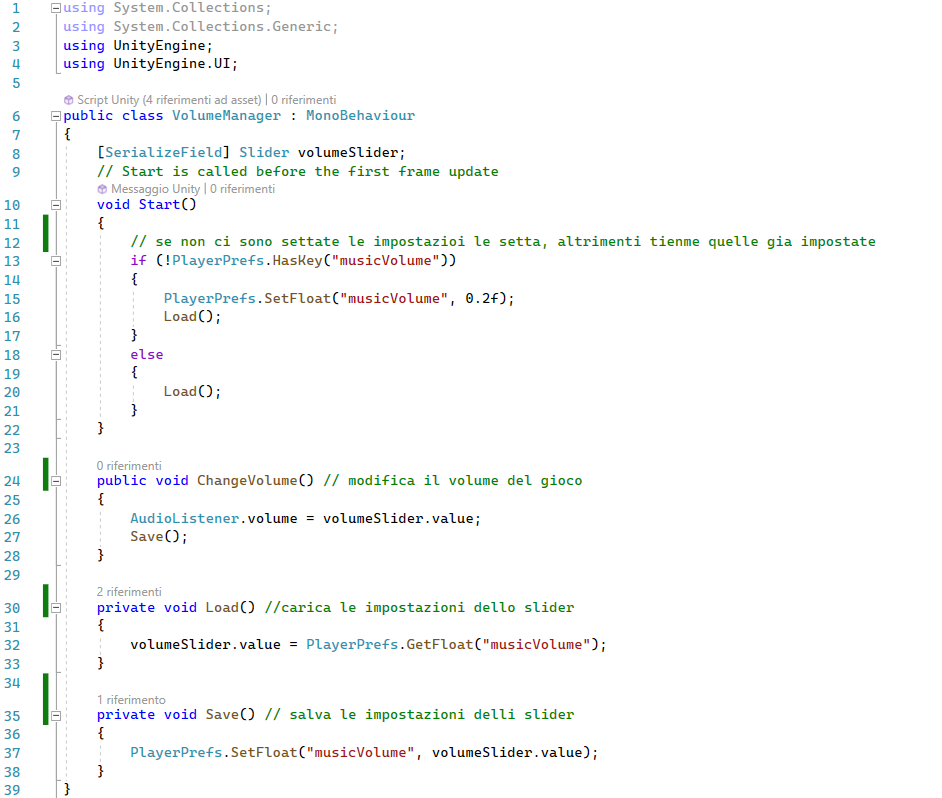 1 using System.Collections;
2 using System.Collections.Generic;
3 using UnityEngine;
4 using UnityEngine.UI;
5
Script Unity (4 riferimenti ad asset) | 0 riferimenti
6 public class VolumeManager : MonoBehaviour
7 {
8 [SerializeField] Slider volumeSlider;
9 // Start is called before the first frame update
Messaggio Unity | 0 riferimenti
10 void Start()
11 {
12 // se non ci sono settate le impostazioi le setta, altrimenti tienme quelle gia impostate
13 if (!PlayerPrefs.HasKey("musicVolume"))
14 {
15 PlayerPrefs.SetFloat("musicVolume", 0.2f);
16 Load();
17 }
18 else
19 {
20 Load();
21 }
22 }
23
0 riferimenti
24 public void ChangeVolume() // modifica il volume del gioco
25 {
26 AudioListener.volume = volumeSlider.value;
27 Save();
28 }
29
2 riferimenti
30 private void Load() //carica le impostazioni dello slider
31 {
32 volumeSlider.value = PlayerPrefs.GetFloat("musicVolume");
33 }
34
1 riferimento
35 private void Save() // salva le impostazioni delli slider
36 {
37 PlayerPrefs.SetFloat("musicVolume", volumeSlider.value);
38 }
39 }